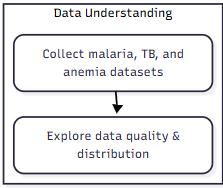 Data Understanding
Collect malaria, TB, and
anemia datasets
Explore data quality &
distribution